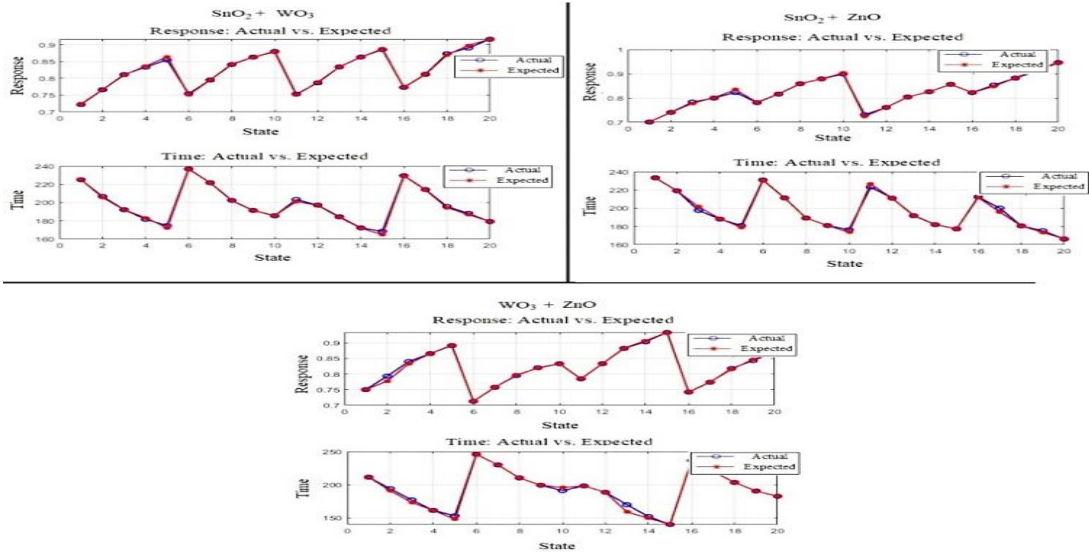 SnO₂ + WO₃
Response: Actual vs. Expected
Response
0.9
0.85
0.8
0.75
0.7
0 2 4 6 8 10 12 14 16 18 20
State
Actual
Expected
Time: Actual vs. Expected
Time
240
220
200
180
160
0 2 4 6 8 10 12 14 16 18 20
State
Actual
Expected
SnO₂ + ZnO
Response: Actual vs. Expected
Response
1
0.9
0.8
0.7
0 2 4 6 8 10 12 14 16 18 20
State
Actual
Expected
Time: Actual vs. Expected
Time
240
220
200
180
160
0 2 4 6 8 10 12 14 16 18 20
State
Actual
Expected
WO₃ + ZnO
Response: Actual vs. Expected
Response
0.9
0.85
0.8
0.75
0.7
0 2 4 6 8 10 12 14 16 18 20
State
Actual
Expected
Time: Actual vs. Expected
Time
250
200
150
0 2 4 6 8 10 12 14 16 18 20
State
Actual
Expected